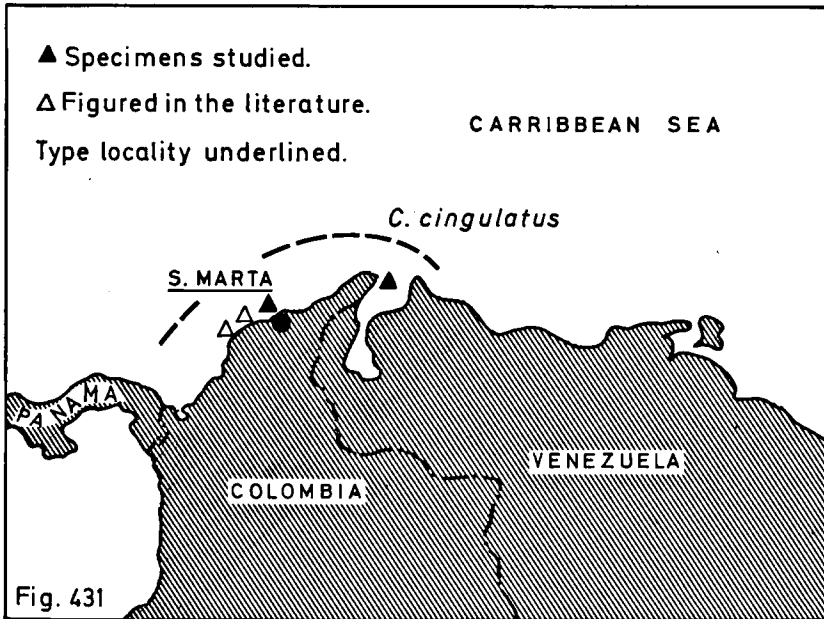 ▲ Specimens studied.
△ Figured in the literature.
CARRIBBEAN SEA
Type locality underlined.
C. cingulatus
S. MARTA
PANAMA
VENEZUELA
COLOMBIA
Fig. 431